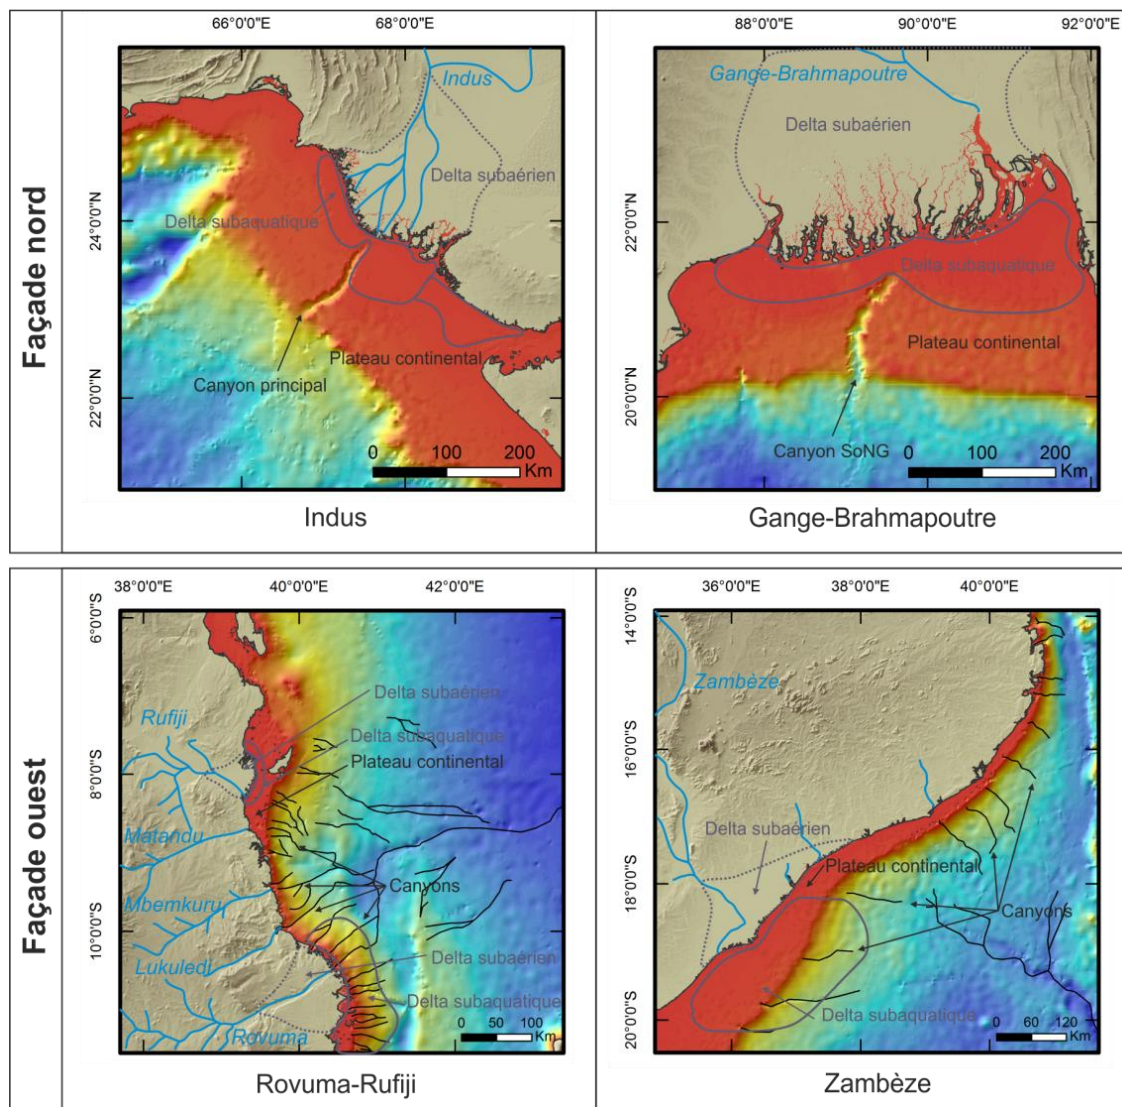 Façade nord
66°0'0"E 68°0'0"E
24°0'0"N
22°0'0"N
Indus
Delta subaérien
Delta subaquatique
Plateau continental
Canyon principal
0 100 200
Km
Indus
88°0'0"E 90°0'0"E 92°0'0"E
22°0'0"N
20°0'0"N
Gange-Brahmapoutre
Delta subaérien
Delta subaquatique
Plateau continental
Canyon SoNG
0 100 200
Km
Gange-Brahmapoutre
Façade ouest
38°0'0"E 40°0'0"E 42°0'0"E
6°0'0"S
8°0'0"S
10°0'0"S
Delta subaérien
Rufiji
Delta subaquatique
Plateau continental
Matandu
Canyons
Mbemkuru
Lukuledi
Delta subaérien
Delta subaquatique
Rovuma
0 50 100
Km
Rovuma-Rufiji
36°0'0"E 38°0'0"E 40°0'0"E
14°0'0"S
16°0'0"S
18°0'0"S
20°0'0"S
Zambèze
Delta subaérien
Plateau continental
Canyons
Delta subaquatique
0 60 120
Km
Zambèze